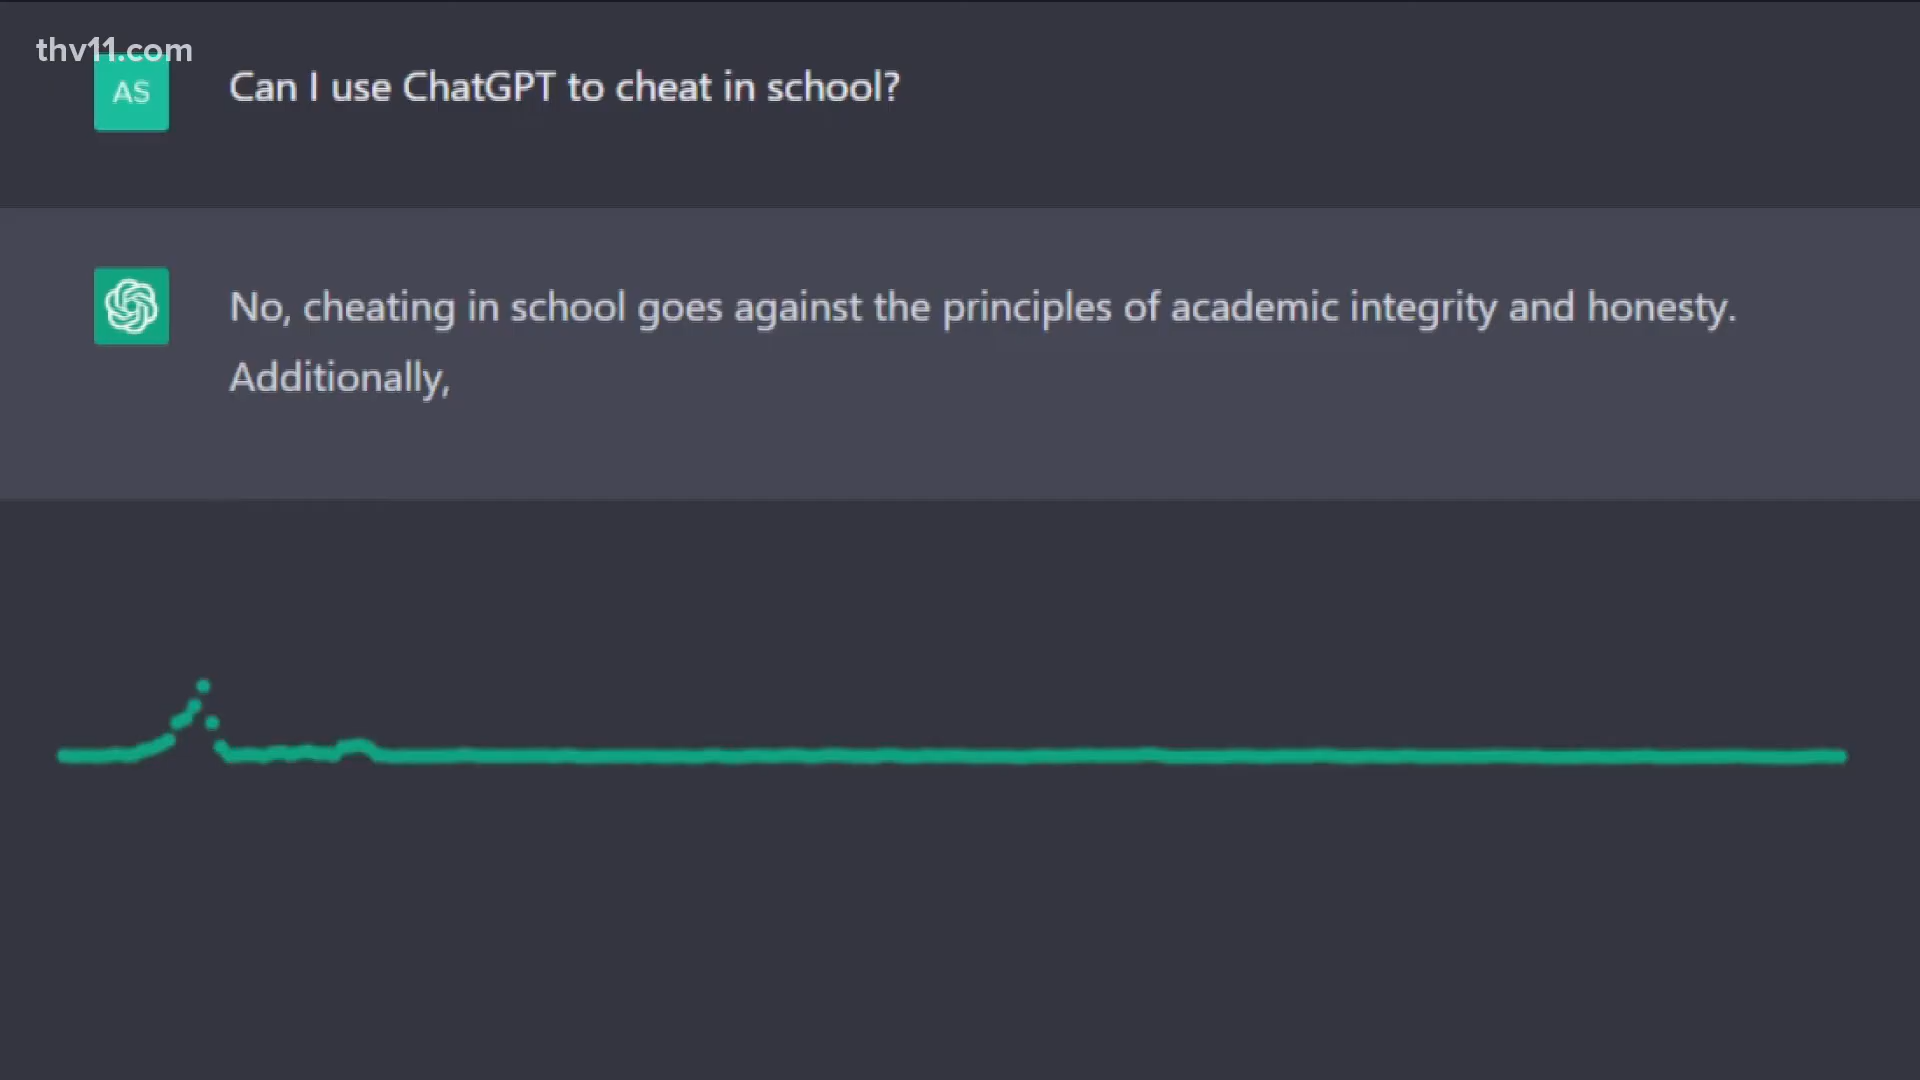 thv11.com
AS
Can I use ChatGPT to cheat in school?
No, cheating in school goes against the principles of academic integrity and honesty.
Additionally,